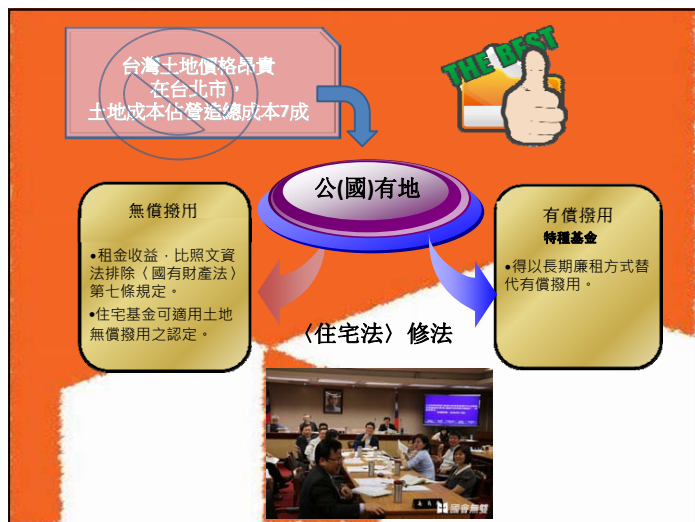 台灣土地價格昂貴
在台北市，
土地成本佔營造總成本7成
THE BEST
公(國)有地
無償撥用
•租金收益，比照文資
法排除〈國有財產法〉
第七條規定。
•住宅基金可適用土地
無償撥用之認定。
有償撥用
特種基金
•得以長期廉租方式替
代有償撥用。
〈住宅法〉修法
國會無雙